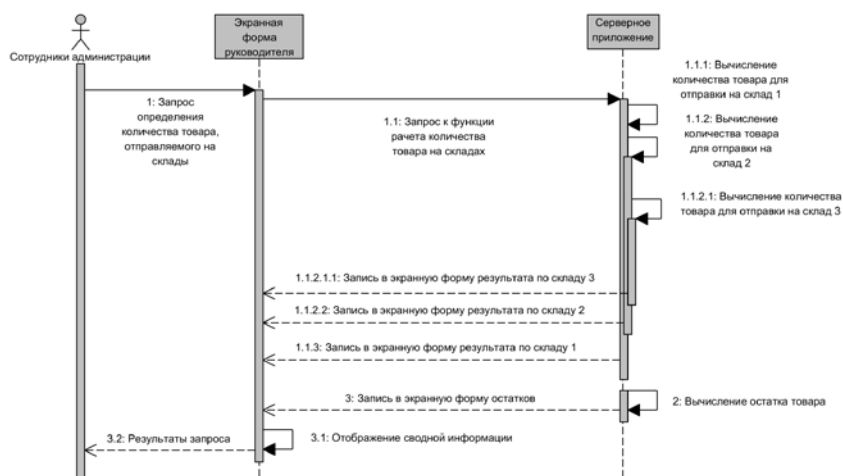 Экранная
форма
руководителя
Серверное
приложение
Сотрудники администрации
1.1.1: Вычисление
количества товара для
отправки на склад 1
1: Запрос
определения
количества товара,
отправляемого на
склады
1.1: Запрос к функции
рачета количества
товара на складах
1.1.2: Вычисление
количества товара
для отправки на
склад 2
1.1.2.1: Вычисление количества
товара для отправки на склад 3
1.1.2.1.1: Запись в экранную форму результата по складу 3
1.1.2.2: Запись в экранную форму результата по складу 2
1.1.3: Запись в экранную форму результата по складу 1
3: Запись в экранную форму остатков
2: Вычисление остатка товара
3.2: Результаты запроса
3.1: Отображение сводной информации